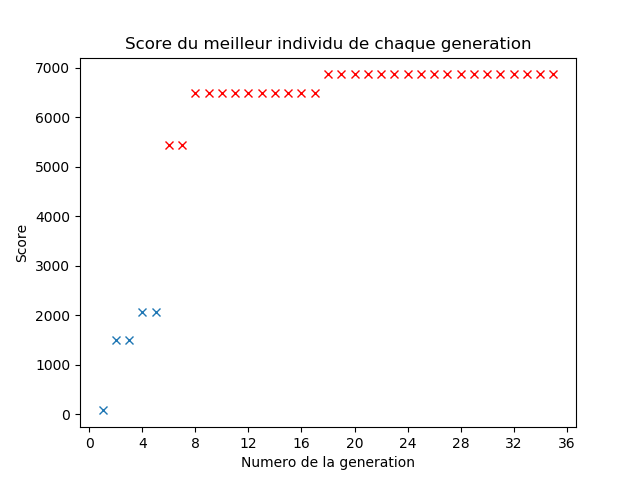 Score du meilleur individu de chaque generation
7000
6000
5000
4000
3000
2000
1000
0
Score
0 4 8 12 16 20 24 28 32 36
Numero de la generation